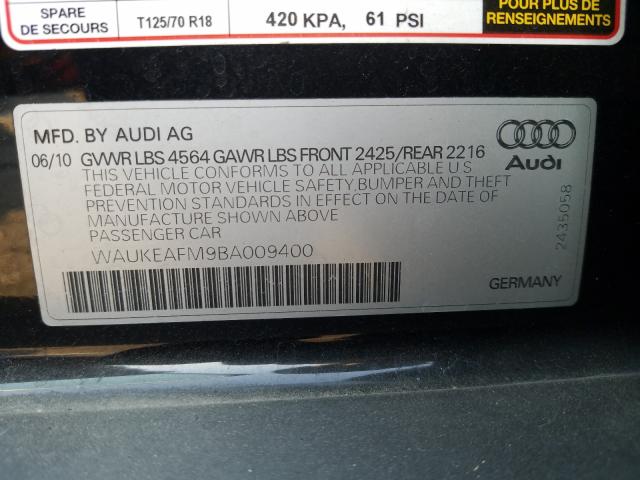 SPARE
DE SECOURS
T125/70 R18
420 KPA, 61 PSI
POUR PLUS DE
RENSEIGNEMENTS
MFD. BY AUDI AG
06/10 GVWR LBS 4564 GAWR LBS FRONT 2425/REAR 2216
THIS VEHICLE CONFORMS TO ALL APPLICABLE U S
FEDERAL MOTOR VEHICLE SAFETY,BUMPER AND THEFT
PREVENTION STANDARDS IN EFFECT ON THE DATE OF
MANUFACTURE SHOWN ABOVE
PASSENGER CAR
WAUKEAFM9BA009400
Audi
2435058
GERMANY